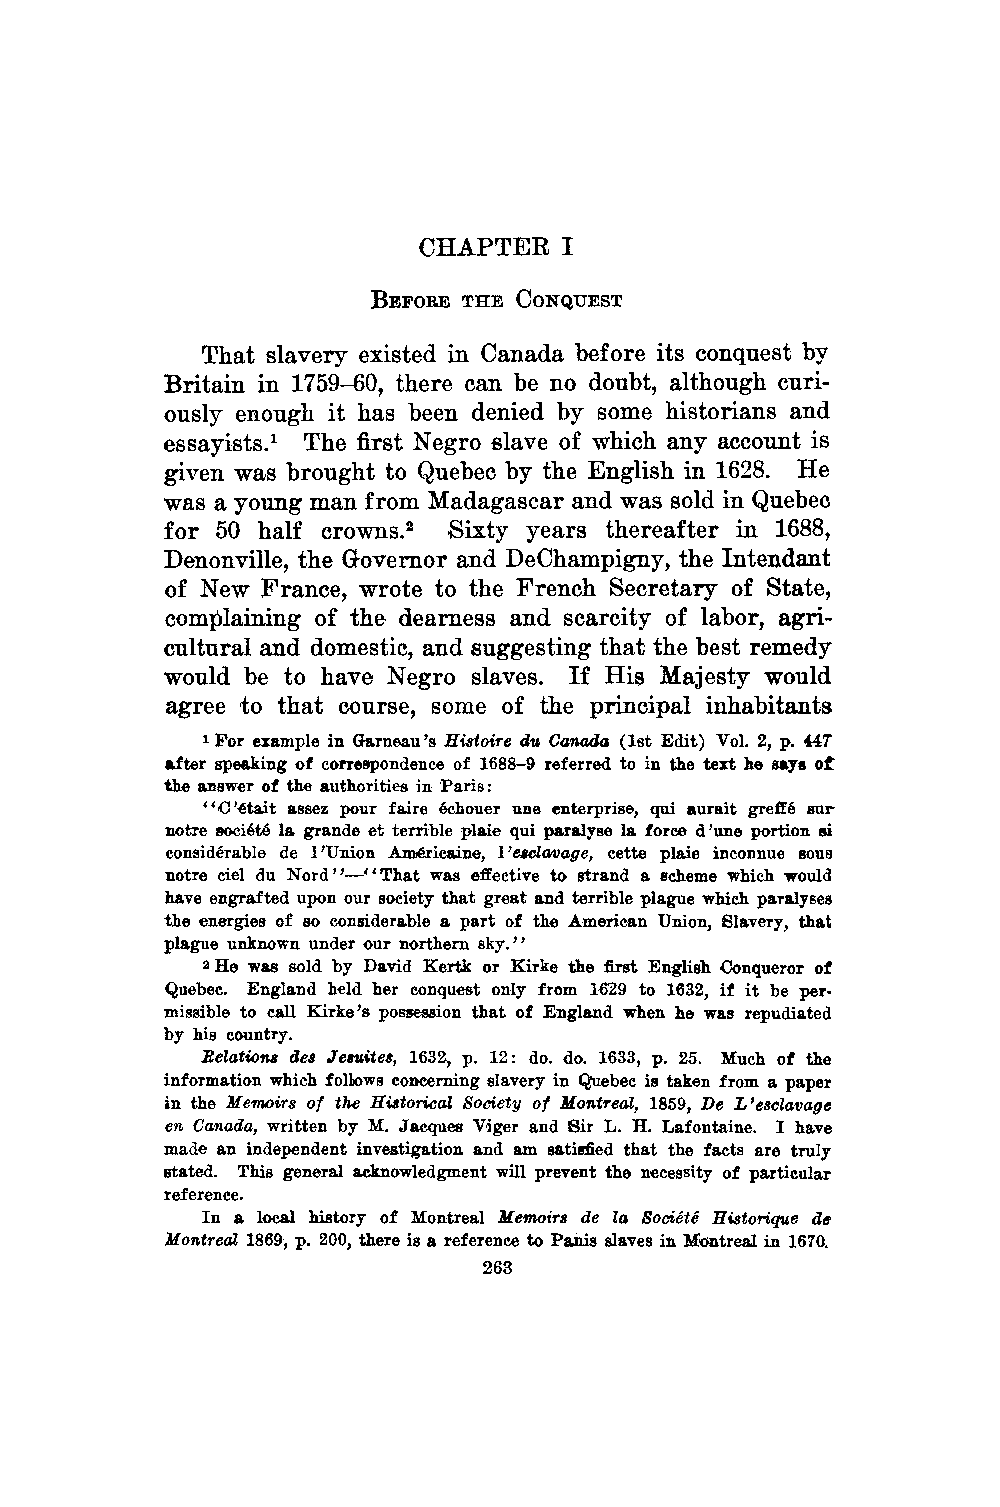 CHAPTER I
BEFORE THE CONQUEST
That slavery existed in Canada before its conquest by
Britain in 1759–60, there can be no doubt, although curi-
ously enough it has been denied by some historians and
essayists.¹ The first Negro slave of which any account is
given was brought to Quebec by the English in 1628. He
was a young man from Madagascar and was sold in Quebec
for 50 half crowns.² Sixty years thereafter in 1688,
Denonville, the Governor and DeChampigny, the Intendant
of New France, wrote to the French Secretary of State,
complaining of the dearness and scarcity of labor, agri-
cultural and domestic, and suggesting that the best remedy
would be to have Negro slaves. If His Majesty would
agree to that course, some of the principal inhabitants
¹ For example in Garneau's Histoire du Canada (1st Edit) Vol. 2, p. 447
after speaking of correspondence of 1688-9 referred to in the text he says of
the answer of the authorities in Paris:
"C'était assez pour faire échouer une enterprise, qui aurait greffé sur
notre société la grande et terrible plaie qui paralyse la force d'une portion si
considérable de l'Union Américaine, l'esclavage, cette plaie inconnue sous
notre ciel du Nord"—"That was effective to strand a scheme which would
have engrafted upon our society that great and terrible plague which paralyses
the energies of so considerable a part of the American Union, Slavery, that
plague unknown under our northern sky."
² He was sold by David Kertk or Kirke the first English Conqueror of
Quebec. England held her conquest only from 1629 to 1632, if it be per-
missible to call Kirke's possession that of England when he was repudiated
by his country.
Relations des Jesuites, 1632, p. 12: do. do. 1633, p. 25. Much of the
information which follows concerning slavery in Quebec is taken from a paper
in the Memoirs of the Historical Society of Montreal, 1859, De L'esclavage
en Canada, written by M. Jacques Viger and Sir L. H. Lafontaine. I have
made an independent investigation and am satisfied that the facts are truly
stated. This general acknowledgment will prevent the necessity of particular
reference.
In a local history of Montreal Memoirs de la Société Historique de
Montreal 1869, p. 200, there is a reference to Panis slaves in Montreal in 1670.
263